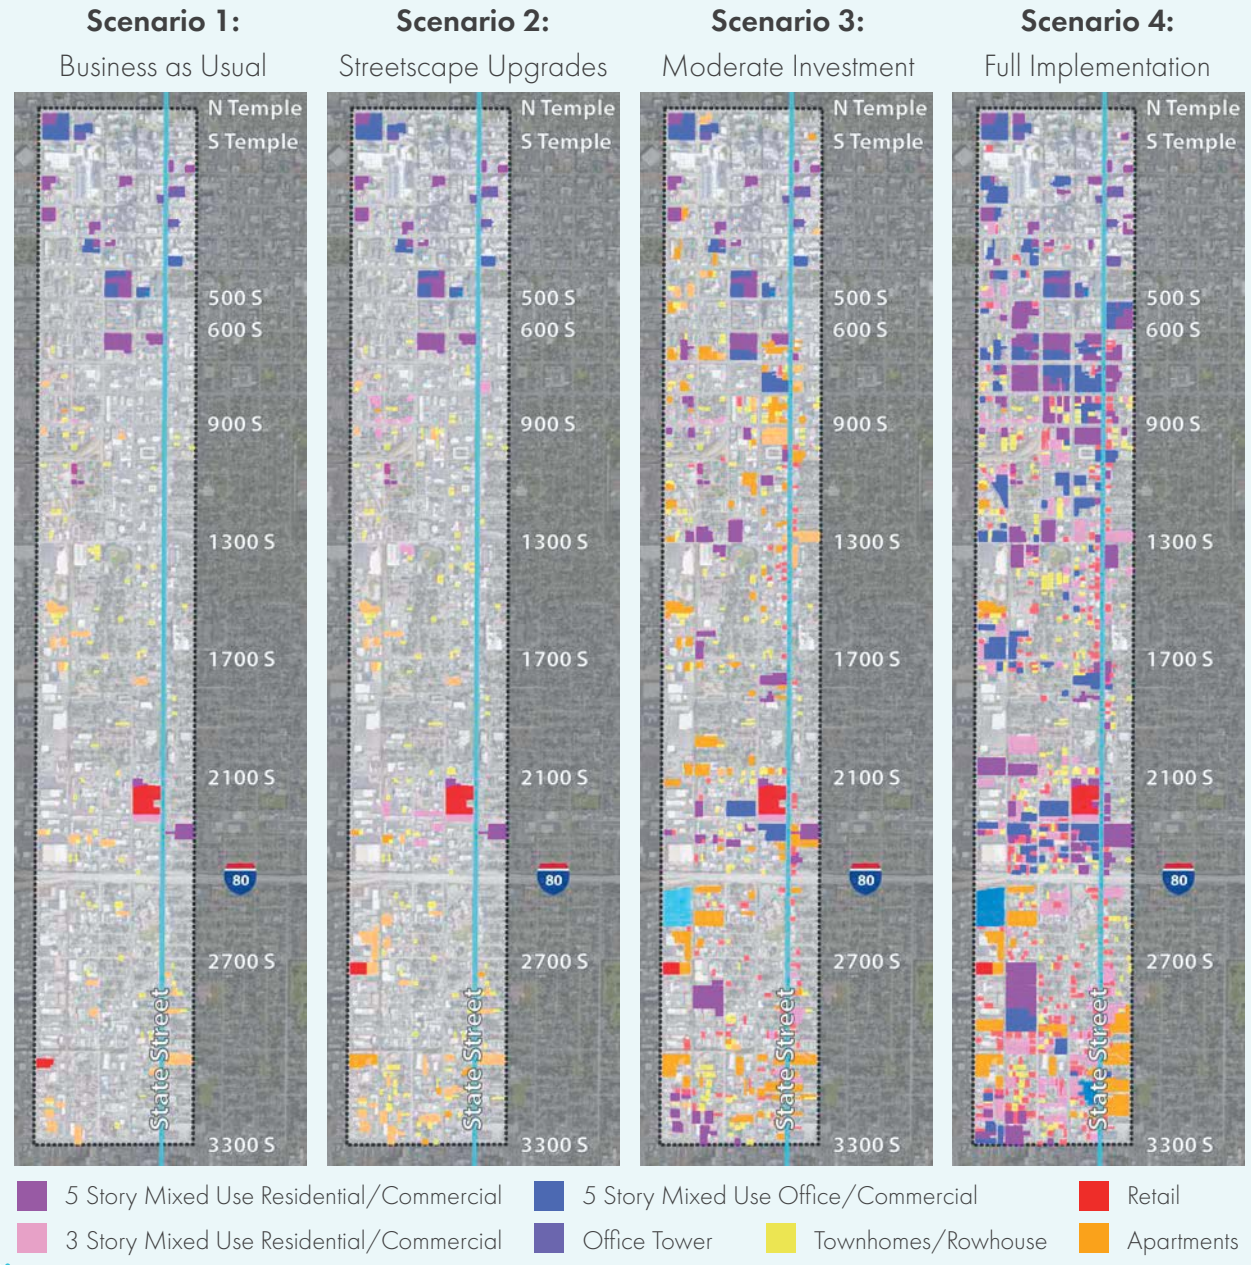 Scenario 1:
Business as Usual
N Temple
S Temple
500 S
600 S
900 S
1300 S
1700 S
2100 S
80
2700 S
State Street
3300 S
Scenario 2:
Streetscape Upgrades
N Temple
S Temple
500 S
600 S
900 S
1300 S
1700 S
2100 S
80
2700 S
State Street
3300 S
Scenario 3:
Moderate Investment
N Temple
S Temple
500 S
600 S
900 S
1300 S
1700 S
2100 S
80
2700 S
State Street
3300 S
Scenario 4:
Full Implementation
N Temple
S Temple
500 S
600 S
900 S
1300 S
1700 S
2100 S
80
2700 S
State Street
3300 S
5 Story Mixed Use Residential/Commercial
5 Story Mixed Use Office/Commercial
Retail
3 Story Mixed Use Residential/Commercial
Office Tower
Townhomes/Rowhouse
Apartments